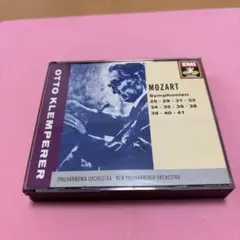 OTTO KLEMPERER
EMI
MOZART
Symphonien
25 · 29 · 31 · 33
34 · 35 · 36 · 38
39 · 40 · 41
PHILHARMONIA ORCHESTRA · NEW PHILHARMONIA ORCHESTRA